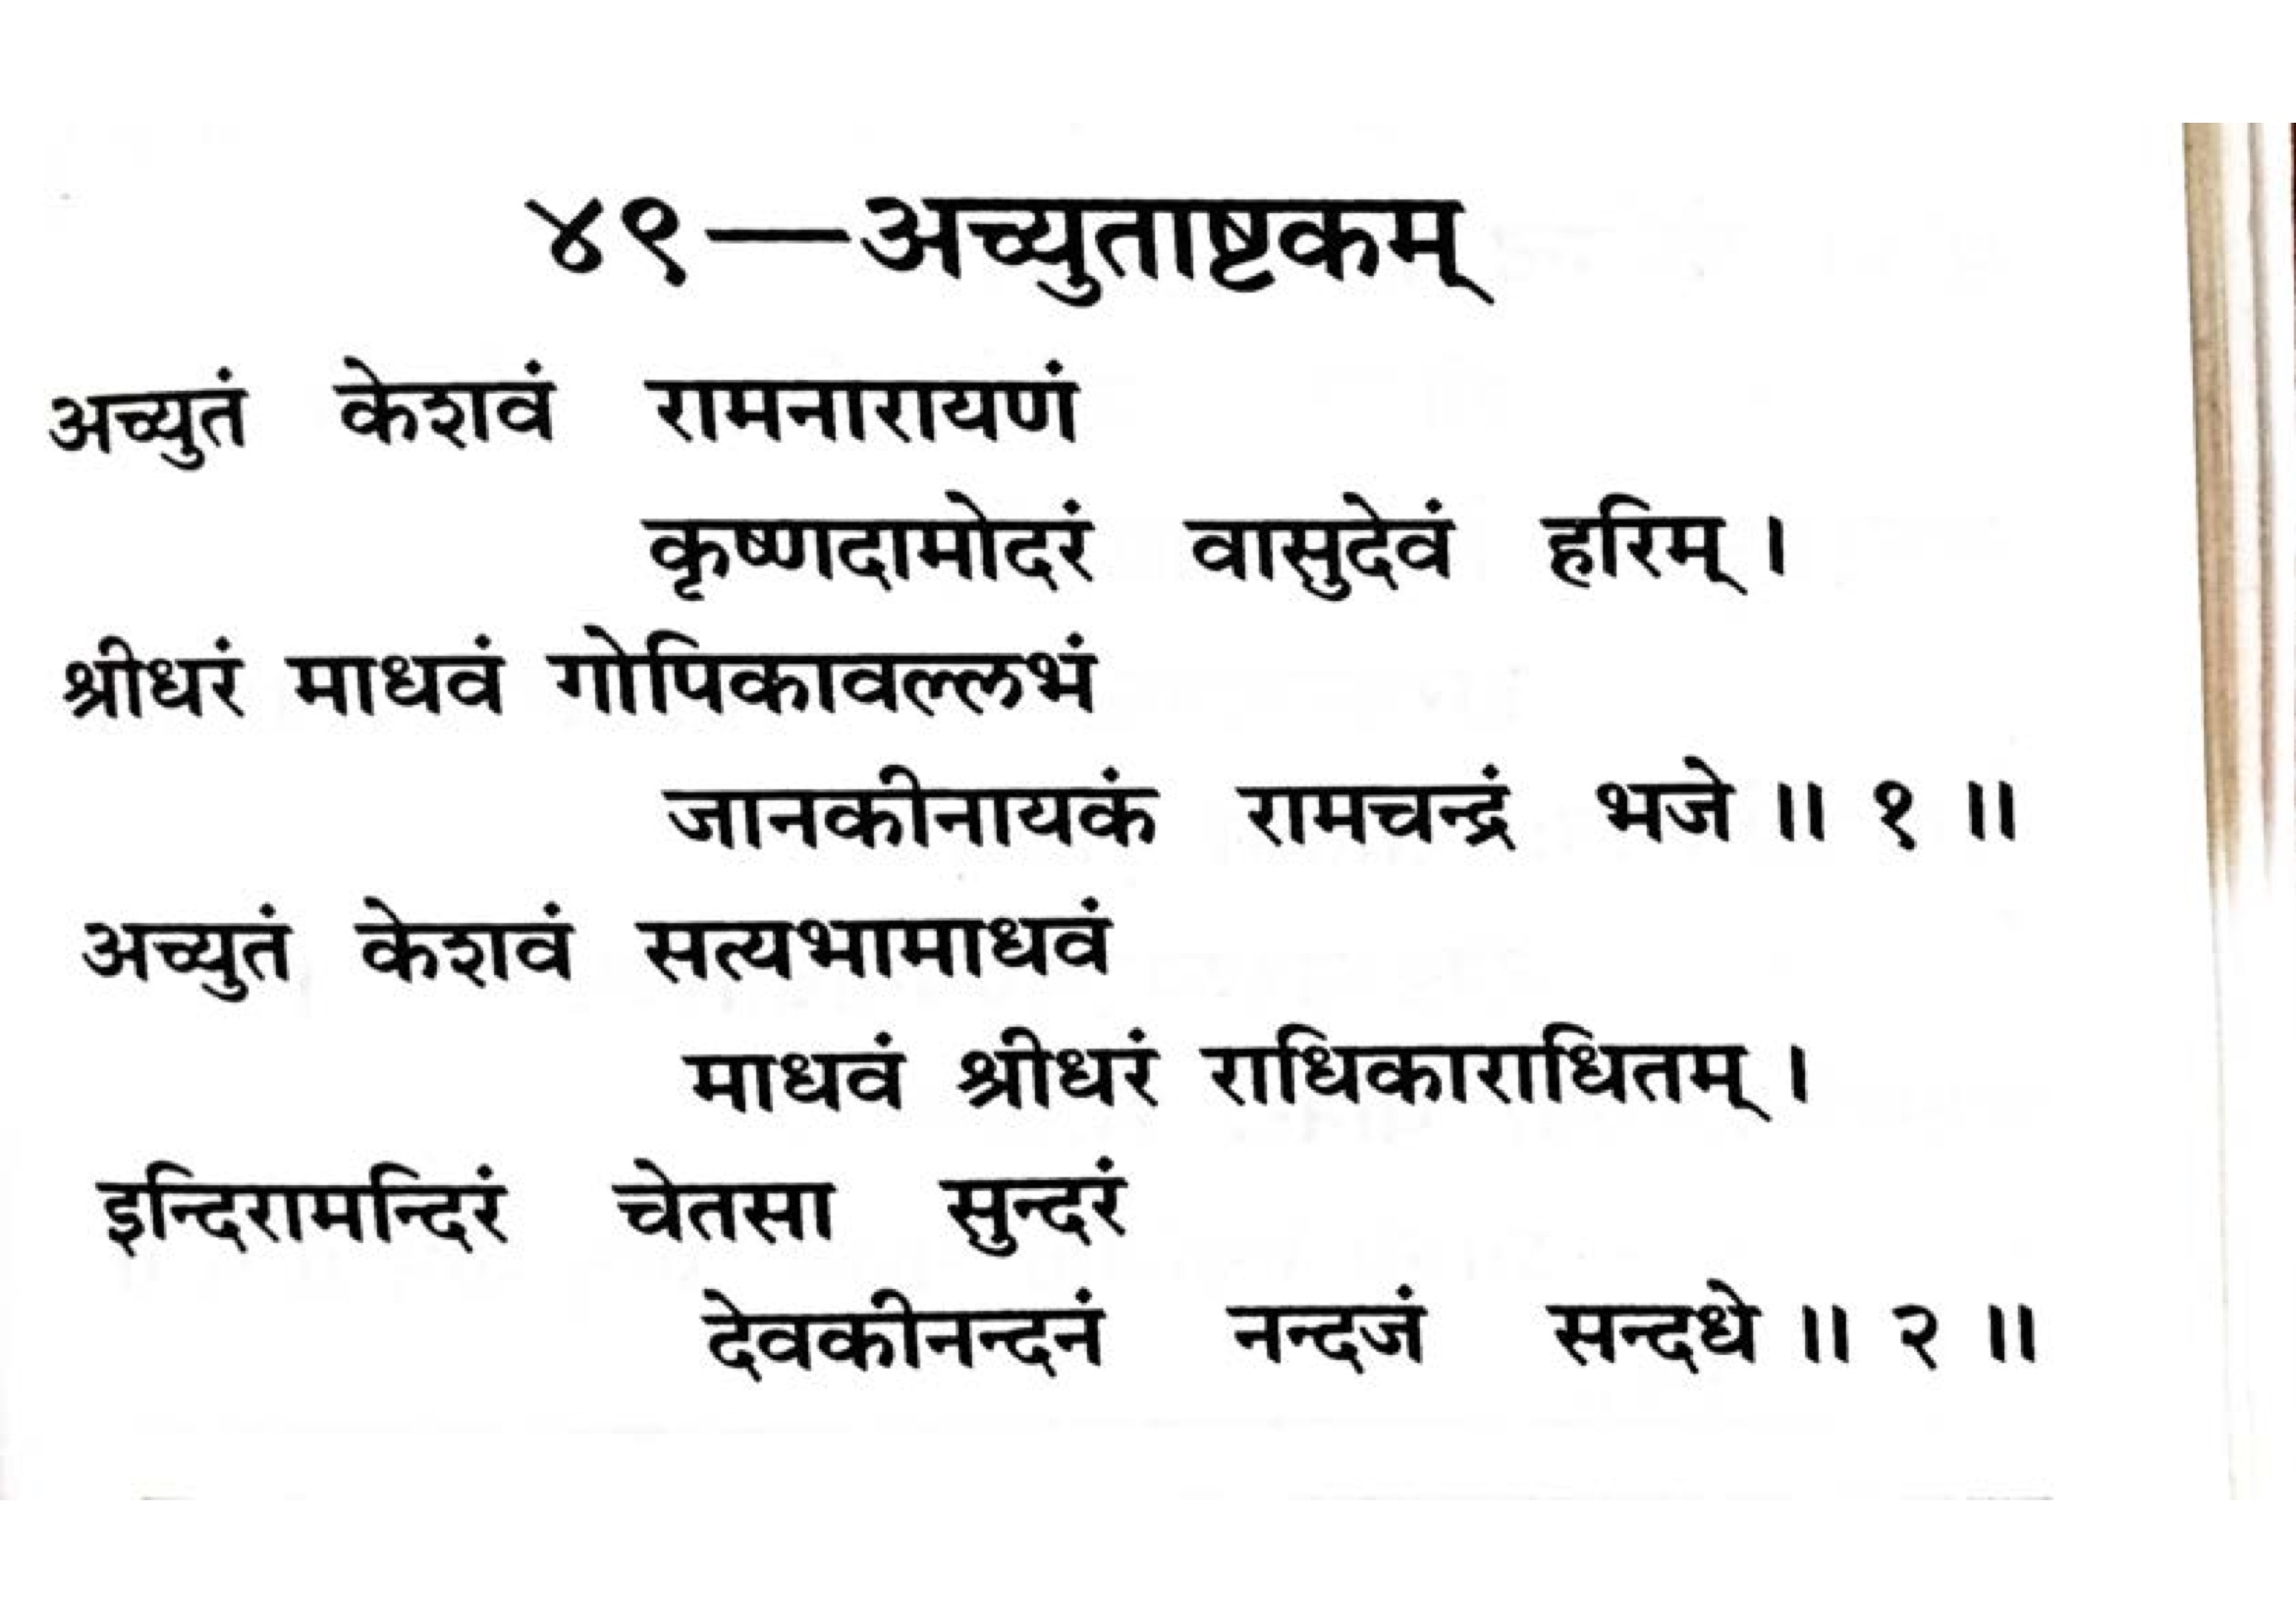 ४९—अच्युताष्टकम्
अच्युतं केशवं रामनारायणं
कृष्णदामोदरं वासुदेवं हरिम् ।
श्रीधरं माधवं गोपिकावल्लभं
जानकीनायकं रामचन्द्रं भजे ॥ १ ॥
अच्युतं केशवं सत्यभामाधवं
माधवं श्रीधरं राधिकाराधितम् ।
इन्दिरामन्दिरं चेतसा सुन्दरं
देवकीनन्दनं नन्दजं सन्दधे ॥ २ ॥